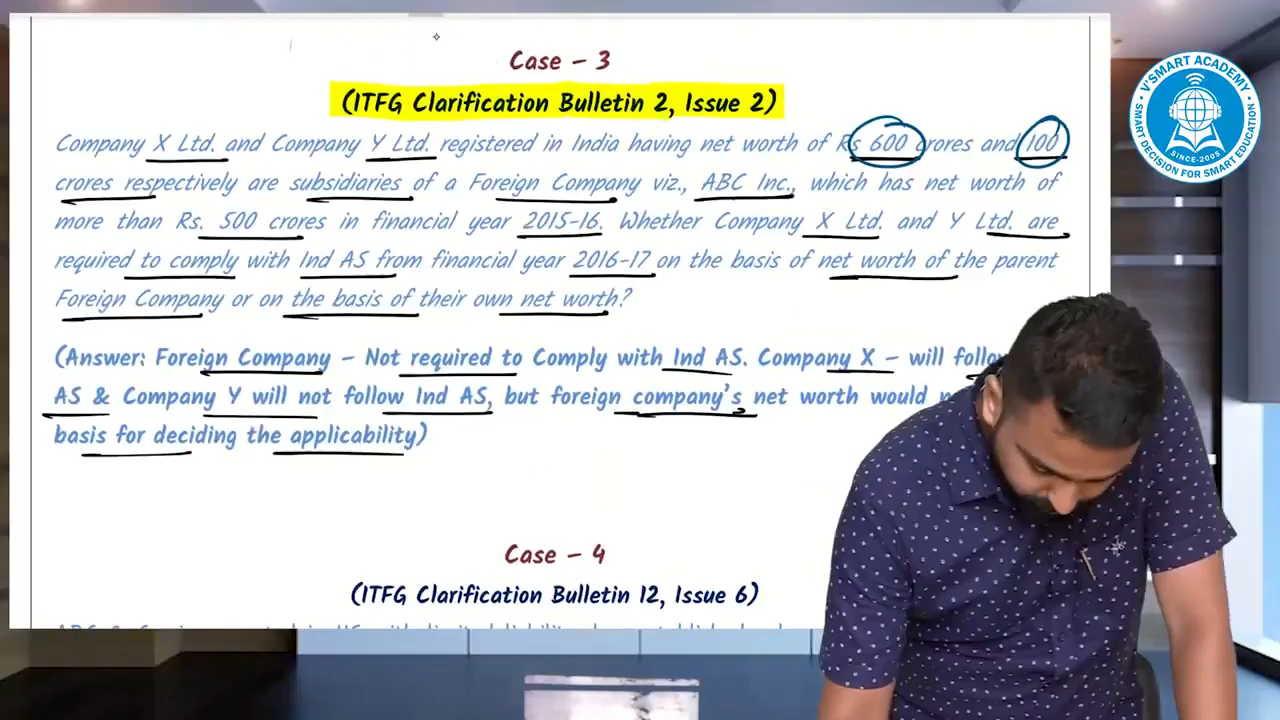 Case – 3
(ITFG Clarification Bulletin 2, Issue 2)
Company X Ltd. and Company Y Ltd. registered in India having net worth of Rs 600 crores and 100
crores respectively are subsidiaries of a Foreign Company viz., ABC Inc., which has net worth of
more than Rs. 500 crores in financial year 2015-16. Whether Company X Ltd. and Y Ltd. are
required to comply with Ind AS from financial year 2016-17 on the basis of net worth of the parent
Foreign Company or on the basis of their own net worth?
(Answer: Foreign Company – Not required to Comply with Ind AS. Company X – will
AS & Company Y will not follow Ind AS, but foreign company's net worth would
basis for deciding the applicability)
Case – 4
(ITFG Clarification Bulletin 12, Issue 6)
V'SMART ACADEMY
SMART DECISION FOR SMART EDUCATION
SINCE-2005